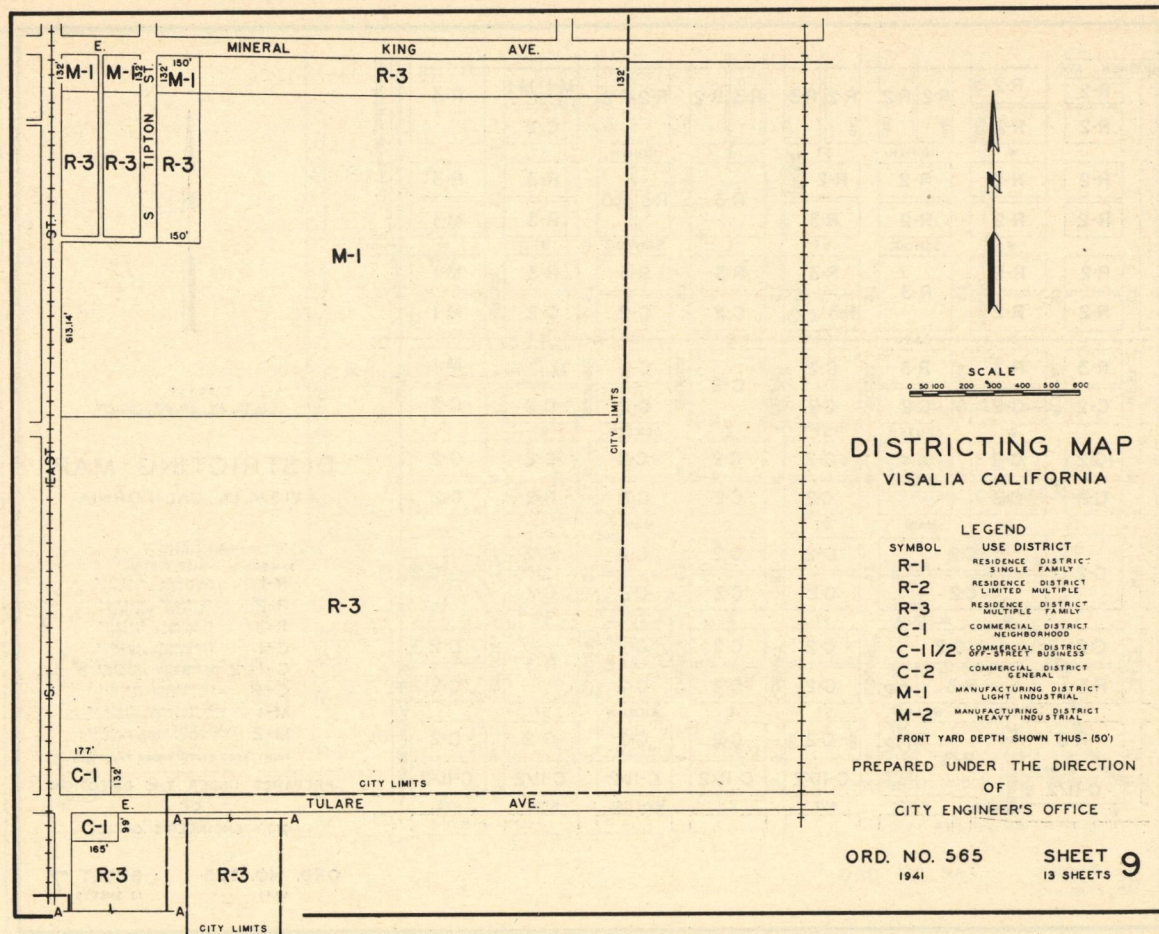 E. MINERAL KING AVE.
M-1 M-1 M-1
132' 132' ST. 132' 150'
R-3
132'
R-3 R-3 S TIPTON R-3
150'
ST.
M-1
613.14'
CITY LIMITS
EAST
R-3
S.
177'
C-1 132'
CITY LIMITS
E. TULARE AVE.
A A A
C-1 99'
165'
R-3 R-3
A A
CITY LIMITS
N
SCALE
0 50 100 200 300 400 500 600
DISTRICTING MAP
VISALIA CALIFORNIA
LEGEND
SYMBOL USE DISTRICT
R-1 RESIDENCE DISTRICT SINGLE FAMILY
R-2 RESIDENCE DISTRICT LIMITED MULTIPLE
R-3 RESIDENCE DISTRICT MULTIPLE FAMILY
C-1 COMMERCIAL DISTRICT NEIGHBORHOOD
C-1 1/2 COMMERCIAL DISTRICT OFF-STREET BUSINESS
C-2 COMMERCIAL DISTRICT GENERAL
M-1 MANUFACTURING DISTRICT LIGHT INDUSTRIAL
M-2 MANUFACTURING DISTRICT HEAVY INDUSTRIAL
FRONT YARD DEPTH SHOWN THUS-(50')
PREPARED UNDER THE DIRECTION
OF
CITY ENGINEER'S OFFICE
ORD. NO. 565 SHEET 9
1941 13 SHEETS